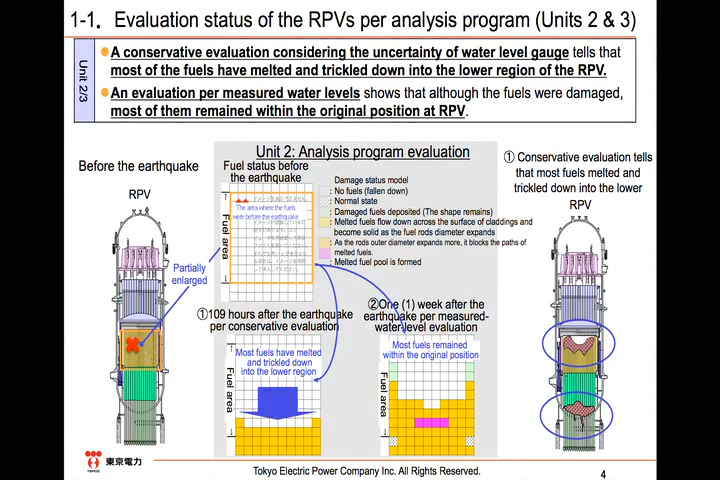 1-1. Evaluation status of the RPVs per analysis program (Units 2 & 3)
Unit 2/3
A conservative evaluation considering the uncertainty of water level gauge tells that
most of the fuels have melted and trickled down into the lower region of the RPV.
An evaluation per measured water levels shows that although the fuels were damaged,
most of them remained within the original position at RPV.
Before the earthquake
RPV
Partially
enlarged
Unit 2: Analysis program evaluation
Fuel status before
the earthquake
The area where the fuels
were before the earthquake
Fuel area
Damage status model
: No fuels (fallen down)
: Normal state
: Damaged fuels deposited (The shape remains)
: Melted fuels flow down across the surface of claddings and
become solid as the fuel rods diameter expands
: As the rods outer diameter expands more, it blocks the paths of
melted fuels.
: Melted fuel pool is formed
①109 hours after the earthquake
per conservative evaluation
Most fuels have melted
and trickled down
into the lower region
Fuel area
②One (1) week after the
earthquake per measured-
water level evaluation
Most fuels remained
within the original position
Fuel area
① Conservative evaluation tells
that most fuels melted and
trickled down into the lower
RPV
TEPCO
東京電力
Tokyo Electric Power Company Inc. All Rights Reserved.
4